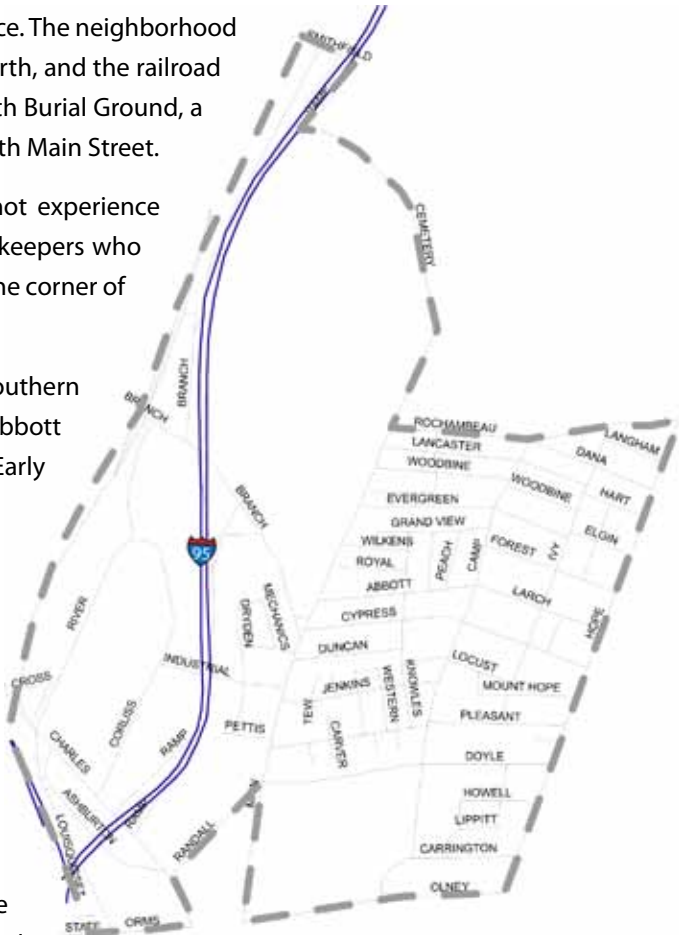 ce. The neighborhood
rth, and the railroad
th Burial Ground, a
th Main Street.
not experience
keepers who
he corner of
outhern
bbott
Early
e
SMITHFIELD
CEMETERY
BRANCH
BRANCH
ROCHAMBEAU
LANGHAM
LANCASTER
DANA
WOODBINE
WOODBINE
HART
EVERGREEN
BRANCH
GRAND VIEW
ELGIN
WILKENS
PEACH
CAMP
FOREST
IVY
95
ROYAL
ABBOTT
LARCH
RIVER
DRYDEN
MECHANICS
CYPRESS
HOPE
DUNCAN
INDUSTRIAL
LOCUST
CROSS
JENKINS
WESTERN
KNOWLES
MOUNT HOPE
TEW
CORLISS
PETTIS
CARVER
PLEASANT
CHARLES
RAMP
DOYLE
ASHBURTON
RAMP
HOWELL
LIPPITT
RANDALL
CARRINGTON
OLNEY
STATE
ORMS